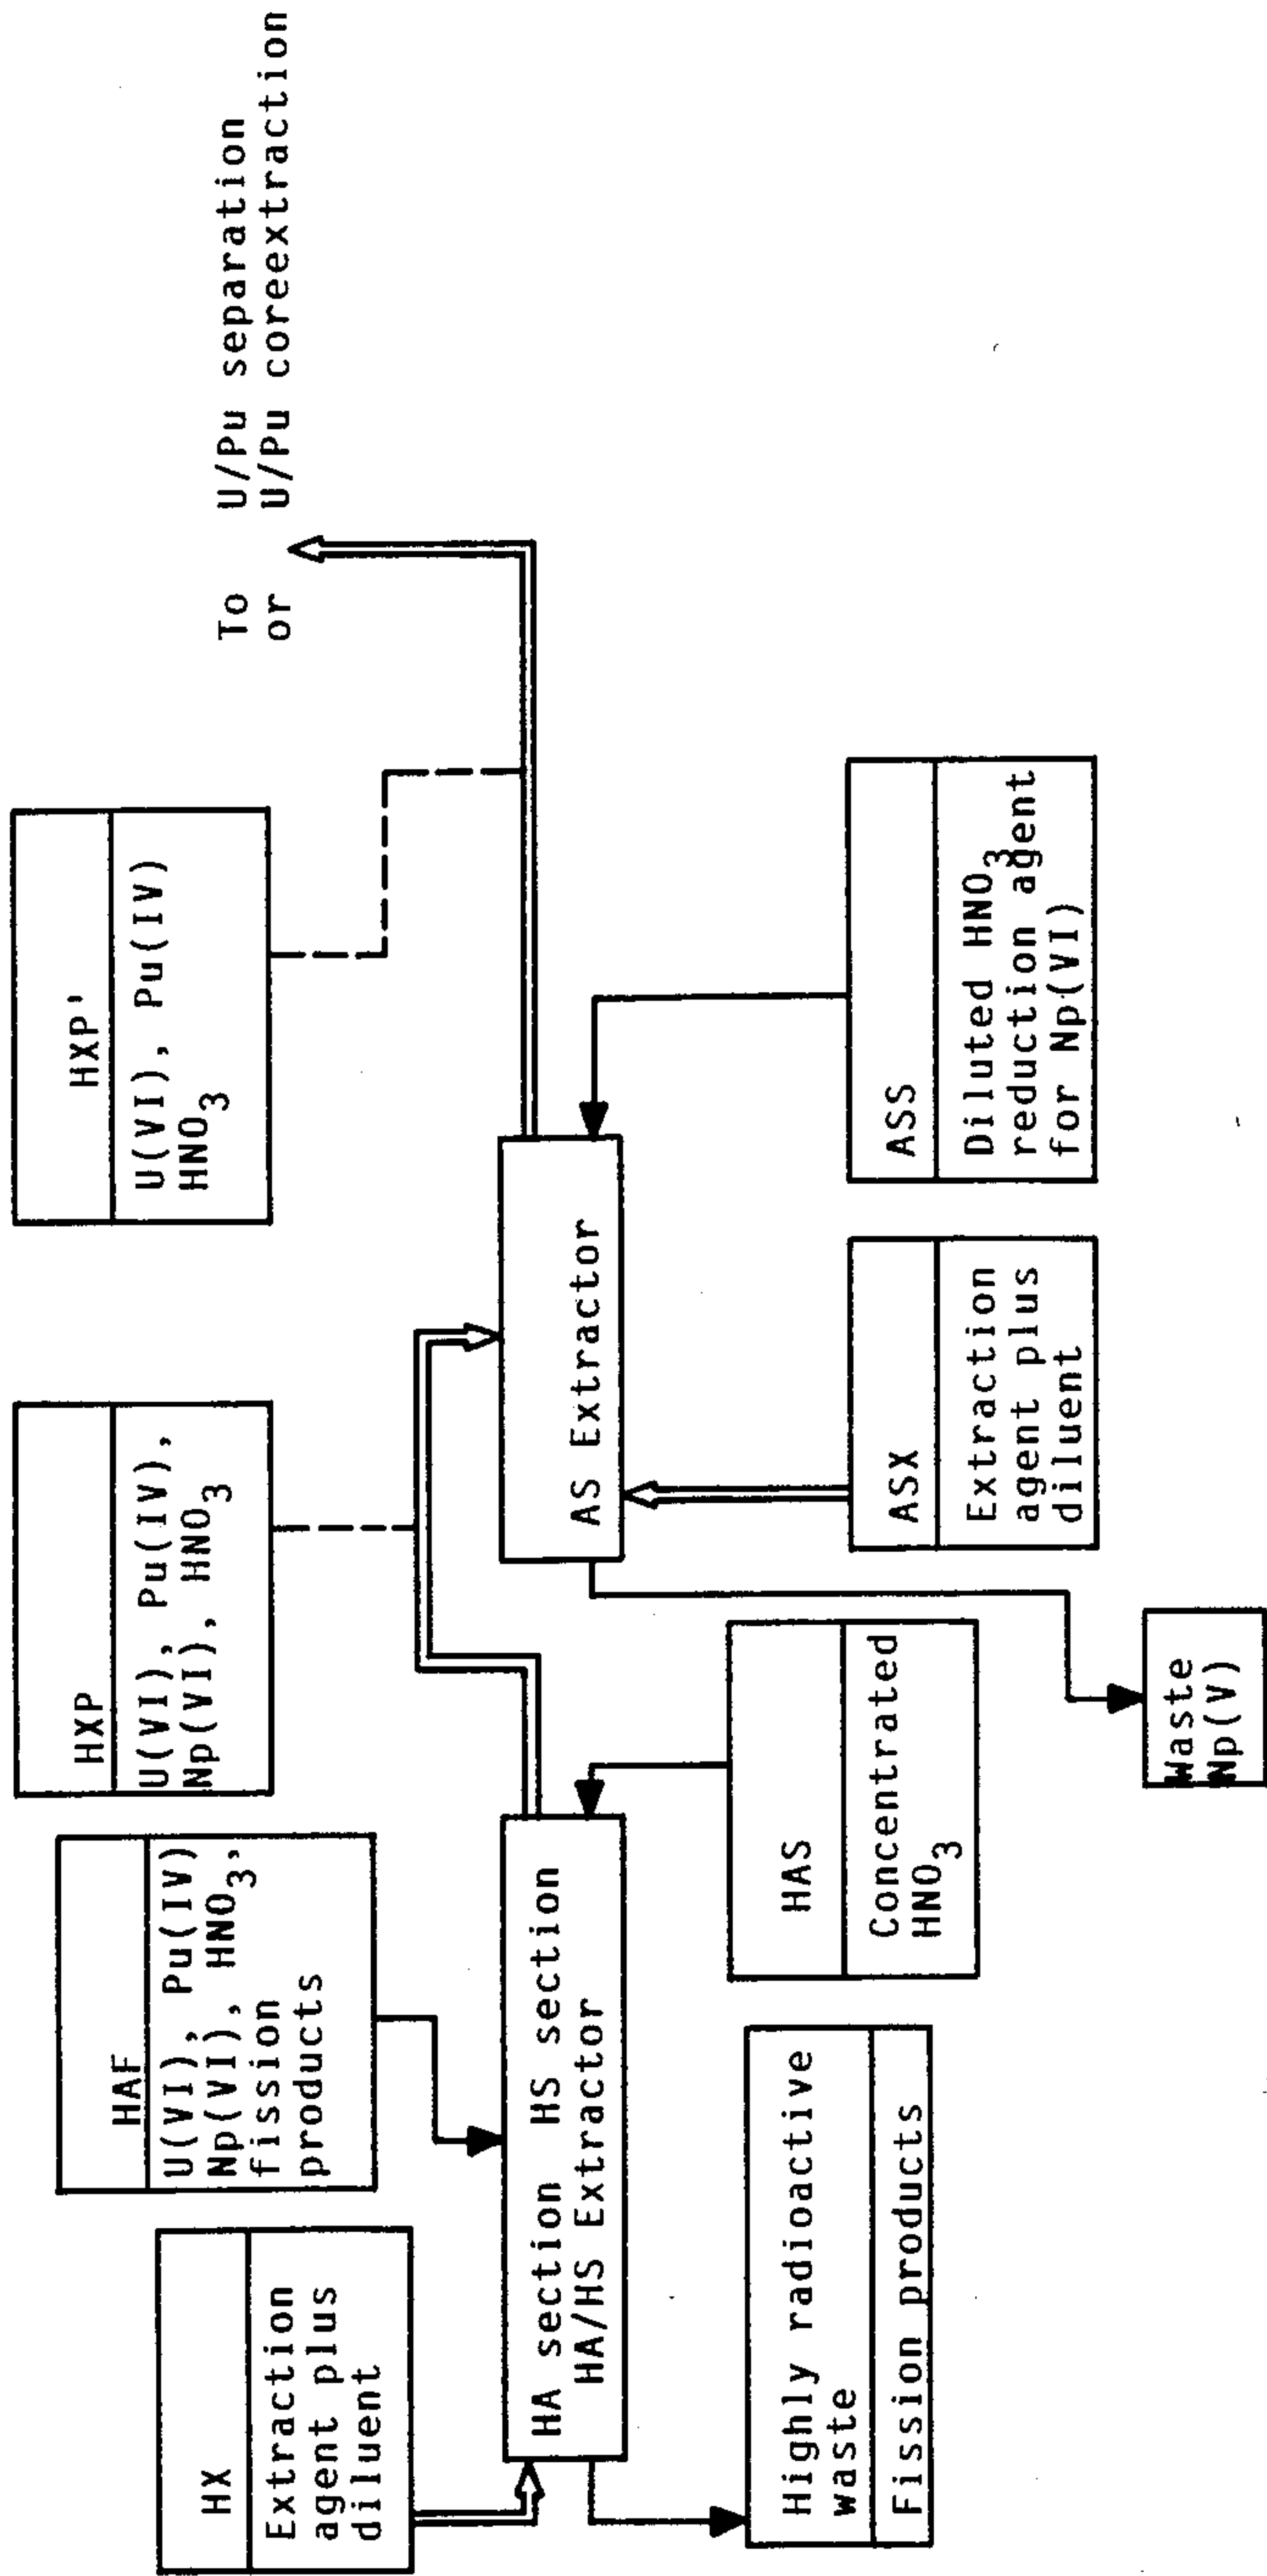 HX
Extraction
agent plus
diluent
HAF
U(VI), Pu(IV)
Np(VI), HNO3,
fission
products
HXP
U(VI), Pu(IV),
Np(VI), HNO3
HXP'
U(VI), Pu(IV)
HNO3
To U/Pu separation
or U/Pu coreextraction
HA section HS section
HA/HS Extractor
AS Extractor
Highly radioactive
waste
Fission products
HAS
Concentrated
HNO3
ASX
Extraction
agent plus
diluent
ASS
Diluted HNO3
reduction agent
for Np(VI)
Waste
Np(V)